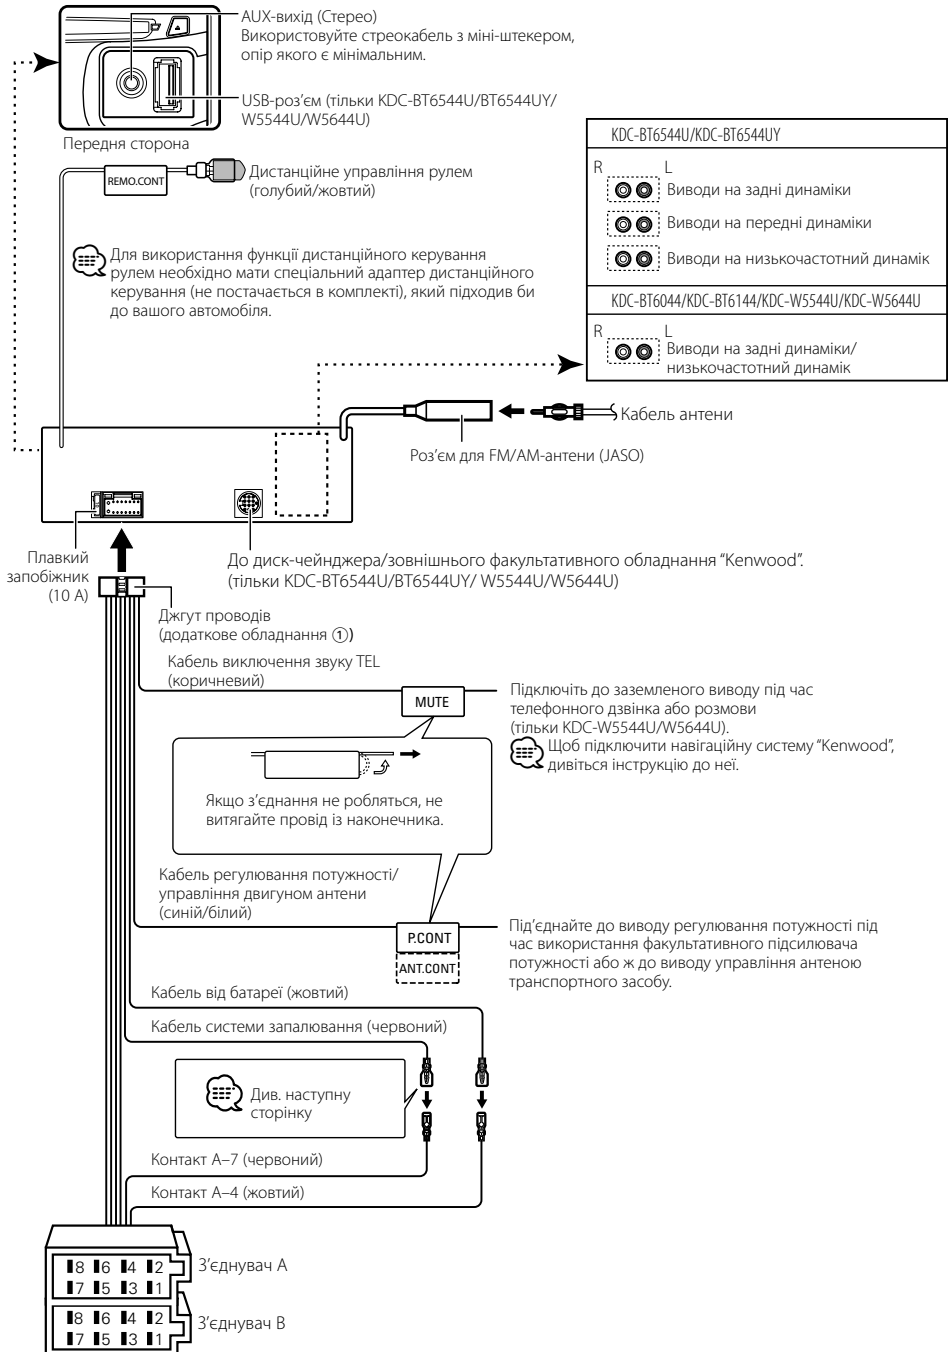 AUX-вихід (Стерео)
Використовуйте стреокабель з міні-штекером,
опір якого є мінімальним.
USB-роз’єм (тільки KDC-BT6544U/BT6544UY/
W5544U/W5644U)
Передня сторона
REMO.CONT
Дистанційне управління рулем
(голубий/жовтий)
Для використання функції дистанційного керування
рулем необхідно мати спеціальний адаптер дистанційного
керування (не постачається в комплекті), який підходив би
до вашого автомобіля.
KDC-BT6544U/KDC-BT6544UY
R L
Виводи на задні динаміки
Виводи на передні динаміки
Виводи на низькочастотний динамік
KDC-BT6044/KDC-BT6144/KDC-W5544U/KDC-W5644U
R L
Виводи на задні динаміки/
низькочастотний динамік
Кабель антени
Роз’єм для FM/AM-антени (JASO)
Плавкий
запобіжник
(10 A)
До диск-чейнджера/зовнішнього факультативного обладнання “Kenwood”.
(тільки KDC-BT6544U/BT6544UY/ W5544U/W5644U)
Джгут проводів
(додаткове обладнання ①)
Кабель виключення звуку TEL
(коричневий)
MUTE
Підключіть до заземленого виводу під час
телефонного дзвінка або розмови
(тільки KDC-W5544U/W5644U).
Щоб підключити навігаційну систему “Kenwood”,
дивіться інструкцію до неї.
Якщо з’єднання не робляться, не
витягайте провід із наконечника.
Кабель регулювання потужності/
управління двигуном антени
(синій/білий)
P.CONT
ANT.CONT
Під’єднайте до виводу регулювання потужності під
час використання факультативного підсилювача
потужності або ж до виводу управління антеною
транспортного засобу.
Кабель від батареї (жовтий)
Кабель системи запалювання (червоний)
Див. наступну
сторінку
Контакт А–7 (червоний)
Контакт А–4 (жовтий)
8 6 4 2
7 5 3 1
З’єднувач А
8 6 4 2
7 5 3 1
З’єднувач В